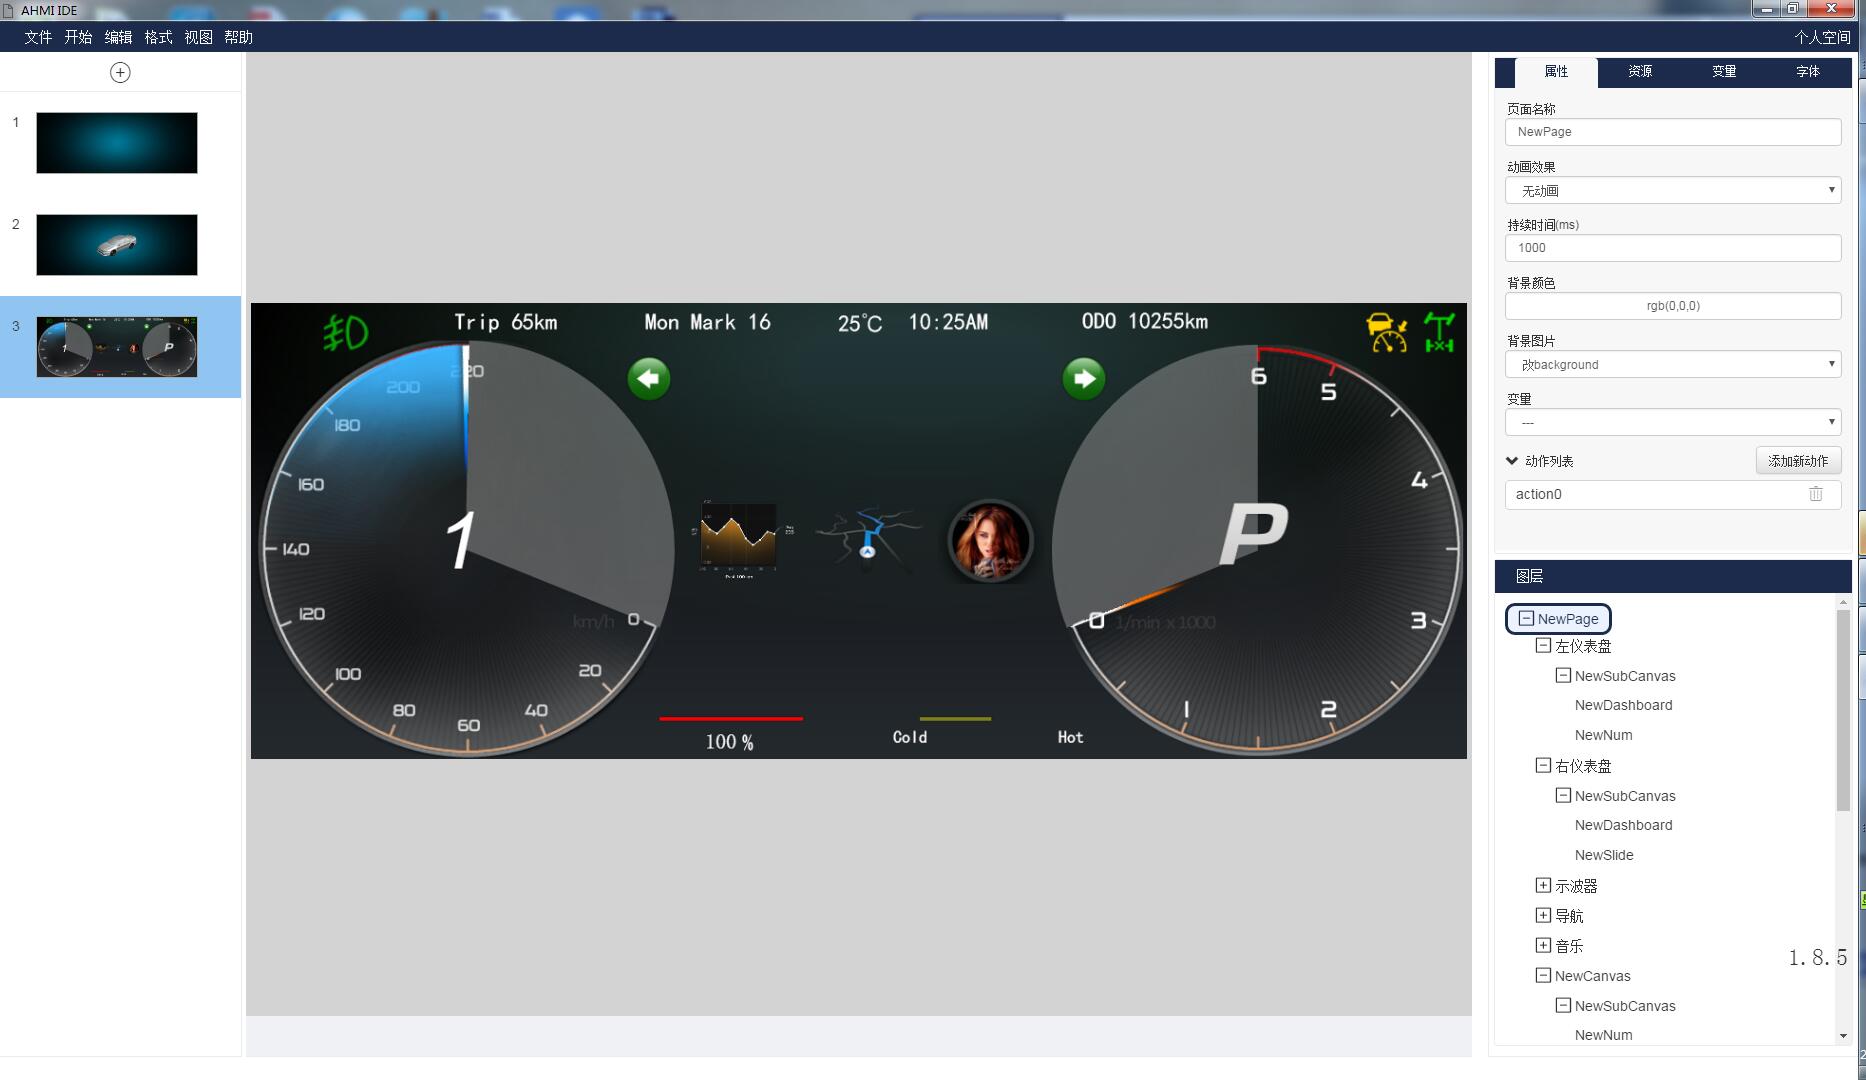 AHMI IDE
文件 开始 编辑 格式 视图 帮助
个人空间
1
2
3
Trip 65km
Mon Mark 16
25℃
10:25AM
ODO 10255km
220
200
180
160
140
120
100
80
60
40
20
0
km/h
1
6
5
4
3
2
1
0
1/min x 1000
P
100 %
Cold
Hot
属性 资源 变量 字体
页面名称
NewPage
动画效果
无动画
持续时间(ms)
1000
背景颜色
rgb(0,0,0)
背景图片
改background
变量
---
动作列表
添加新动作
action0
图层
NewPage
左仪表盘
NewSubCanvas
NewDashboard
NewNum
右仪表盘
NewSubCanvas
NewDashboard
NewSlide
示波器
导航
音乐
1.8.5
NewCanvas
NewSubCanvas
NewNum